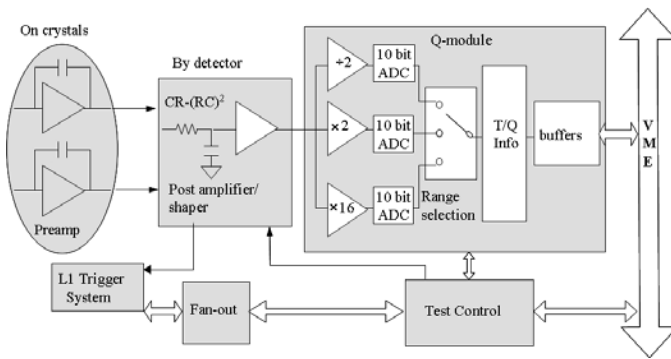 On crystals
Preamp
By detector
CR-(RC)²
Post amplifier/
shaper
Q-module
÷2
10 bit
ADC
×2
10 bit
ADC
×16
10 bit
ADC
Range
selection
T/Q
Info
buffers
VME
L1 Trigger
System
Fan-out
Test Control